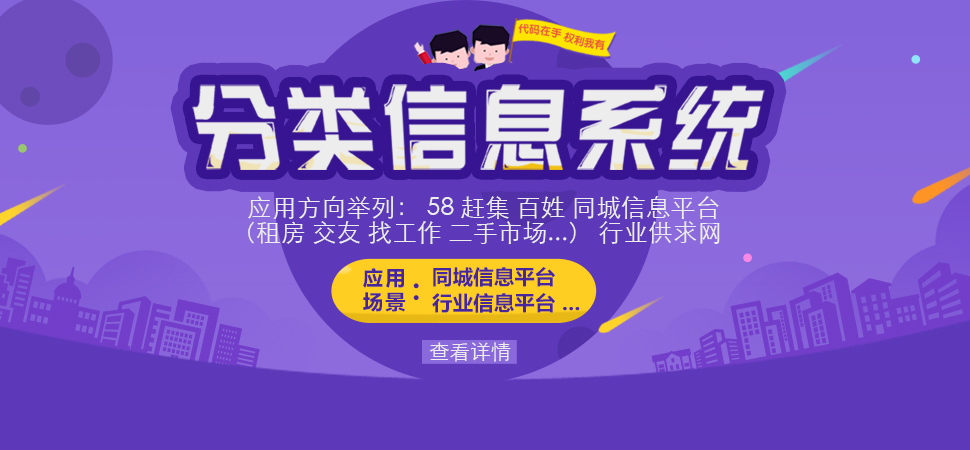 代码在手 权利我有
分类信息系统
应用方向举列： 58 赶集 百姓 同城信息平台
（租房 交友 找工作 二手市场...） 行业供求网
应用场景：
同城信息平台
行业信息平台 ...
查看详情